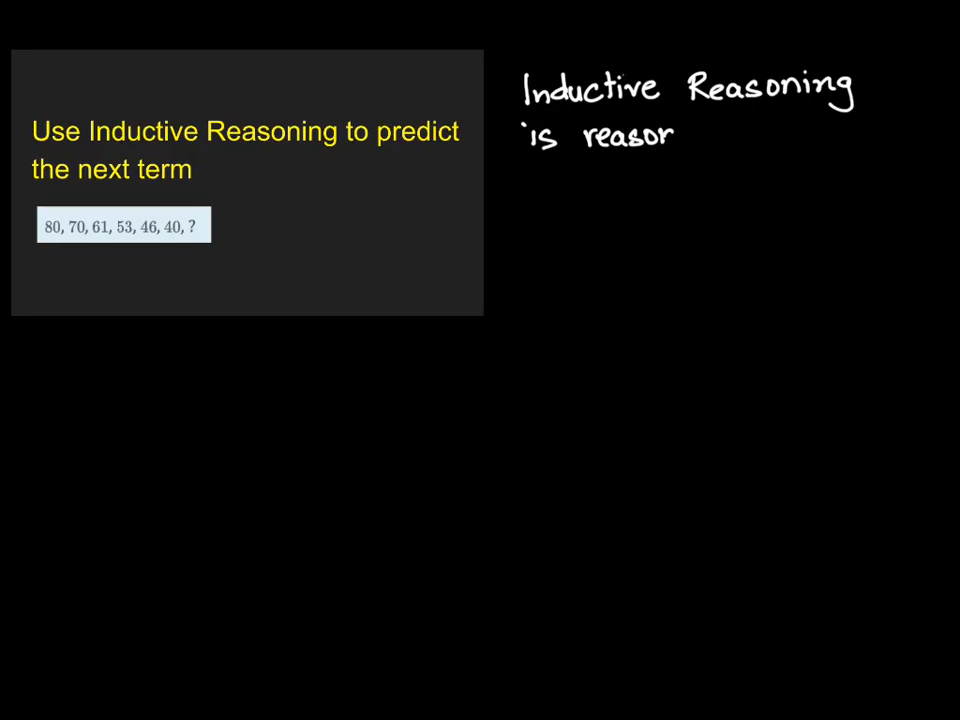 Use Inductive Reasoning to predict
the next term
80, 70, 61, 53, 46, 40, ?
Inductive Reasoning
is reasor